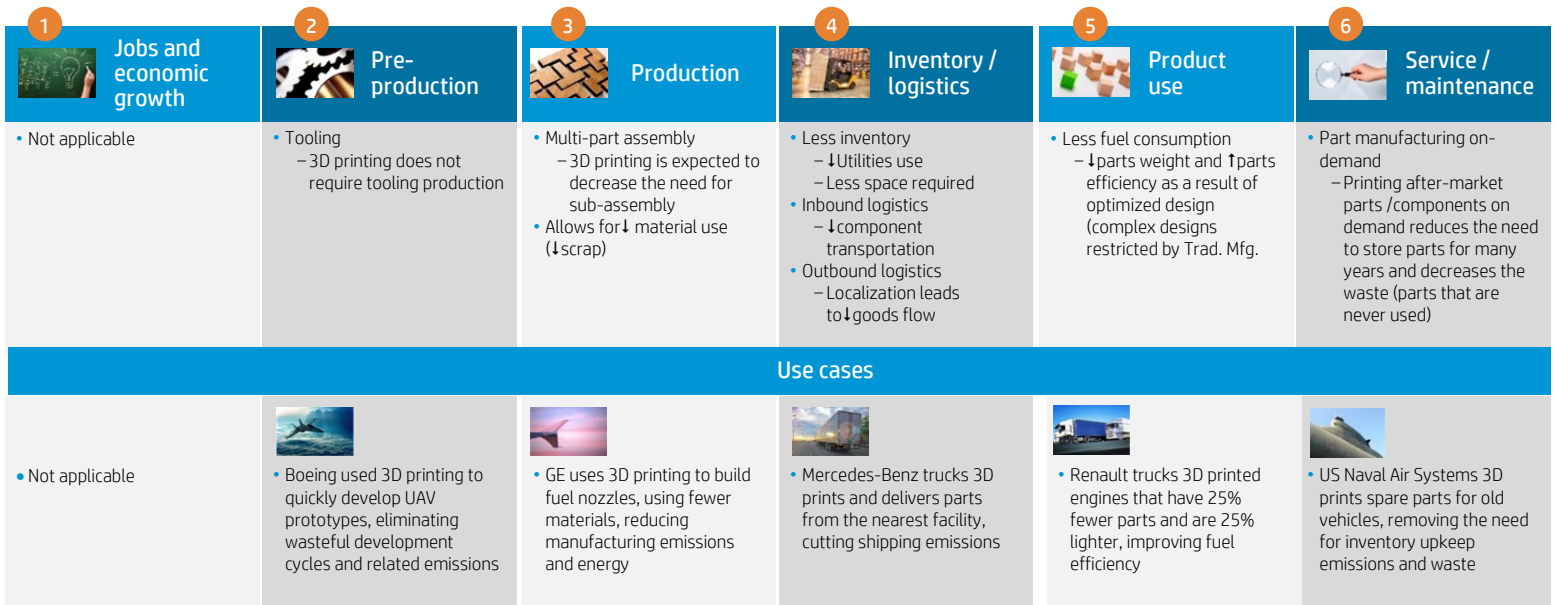 1
Jobs and
economic
growth
2
Pre-
production
3
Production
4
Inventory /
logistics
5
Product
use
6
Service /
maintenance
• Not applicable
• Tooling
– 3D printing does not
require tooling production
• Multi-part assembly
– 3D printing is expected to
decrease the need for
sub-assembly
• Allows for↓ material use
(↓scrap)
• Less inventory
– ↓Utilities use
– Less space required
• Inbound logistics
– ↓component
transportation
• Outbound logistics
– Localization leads
to↓goods flow
• Less fuel consumption
– ↓parts weight and ↑parts
efficiency as a result of
optimized design
(complex designs
restricted by Trad. Mfg.
• Part manufacturing on-
demand
– Printing after-market
parts /components on
demand reduces the need
to store parts for many
years and decreases the
waste (parts that are
never used)
Use cases
• Not applicable
• Boeing used 3D printing to
quickly develop UAV
prototypes, eliminating
wasteful development
cycles and related emissions
• GE uses 3D printing to build
fuel nozzles, using fewer
materials, reducing
manufacturing emissions
and energy
• Mercedes-Benz trucks 3D
prints and delivers parts
from the nearest facility,
cutting shipping emissions
• Renault trucks 3D printed
engines that have 25%
fewer parts and are 25%
lighter, improving fuel
efficiency
• US Naval Air Systems 3D
prints spare parts for old
vehicles, removing the need
for inventory upkeep
emissions and waste